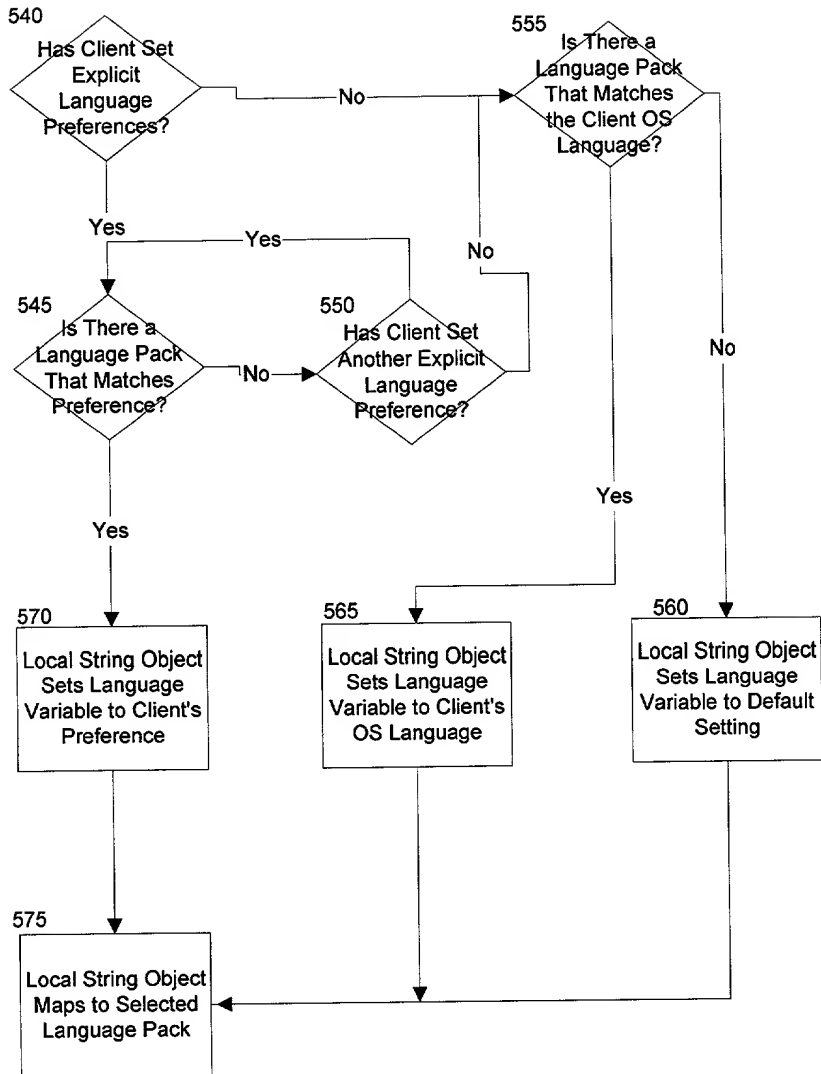 540
Has Client Set
Explicit
Language
Preferences?
No
555
Is There a
Language Pack
That Matches
the Client OS
Language?
Yes
Yes
No
545
Is There a
Language Pack
That Matches
Preference?
No
550
Has Client Set
Another Explicit
Language
Preference?
No
Yes
Yes
570
Local String Object
Sets Language
Variable to Client's
Preference
565
Local String Object
Sets Language
Variable to Client's
OS Language
560
Local String Object
Sets Language
Variable to Default
Setting
575
Local String Object
Maps to Selected
Language Pack